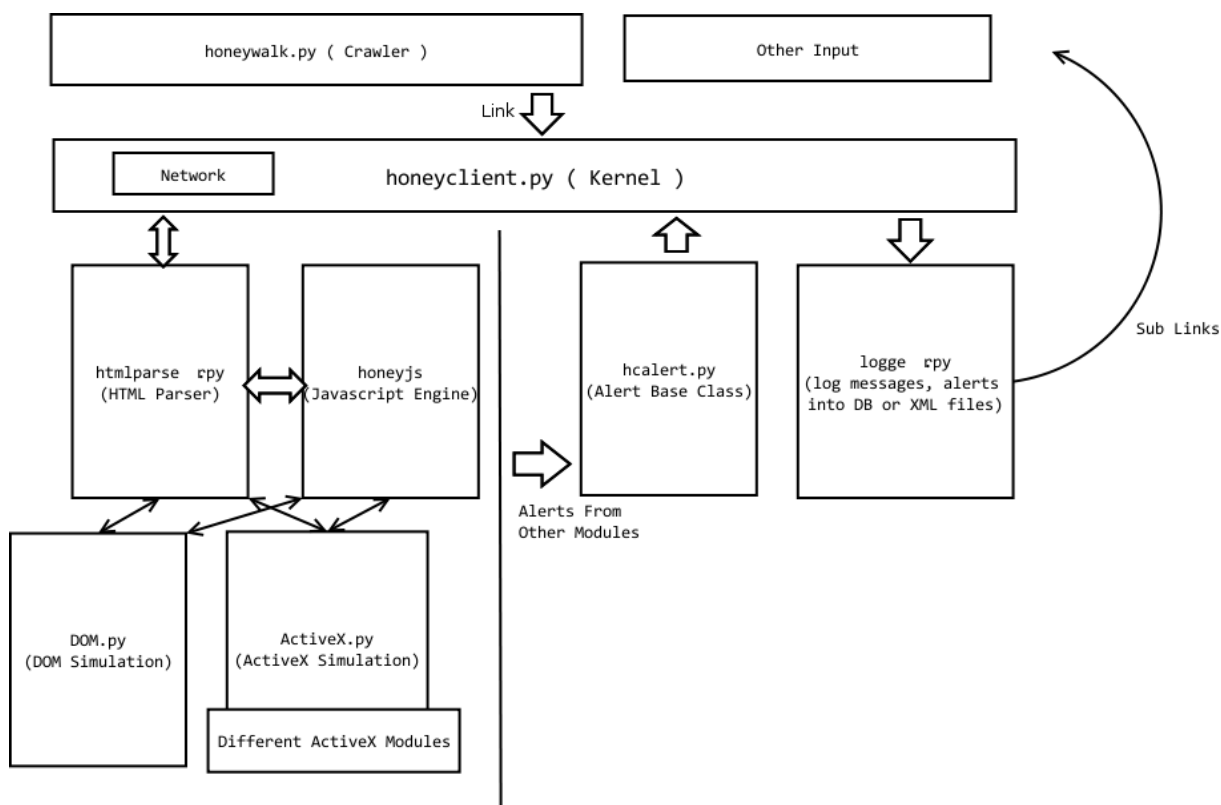 honeywalk.py ( Crawler )
Other Input
Link
Network
honeyclient.py ( Kernel )
htmlparse rpy
(HTML Parser)
honeyjs
(Javascript Engine)
hcalert.py
(Alert Base Class)
logge rpy
(log messages, alerts
into DB or XML files)
Sub Links
Alerts From
Other Modules
DOM.py
(DOM Simulation)
ActiveX.py
(ActiveX Simulation)
Different ActiveX Modules